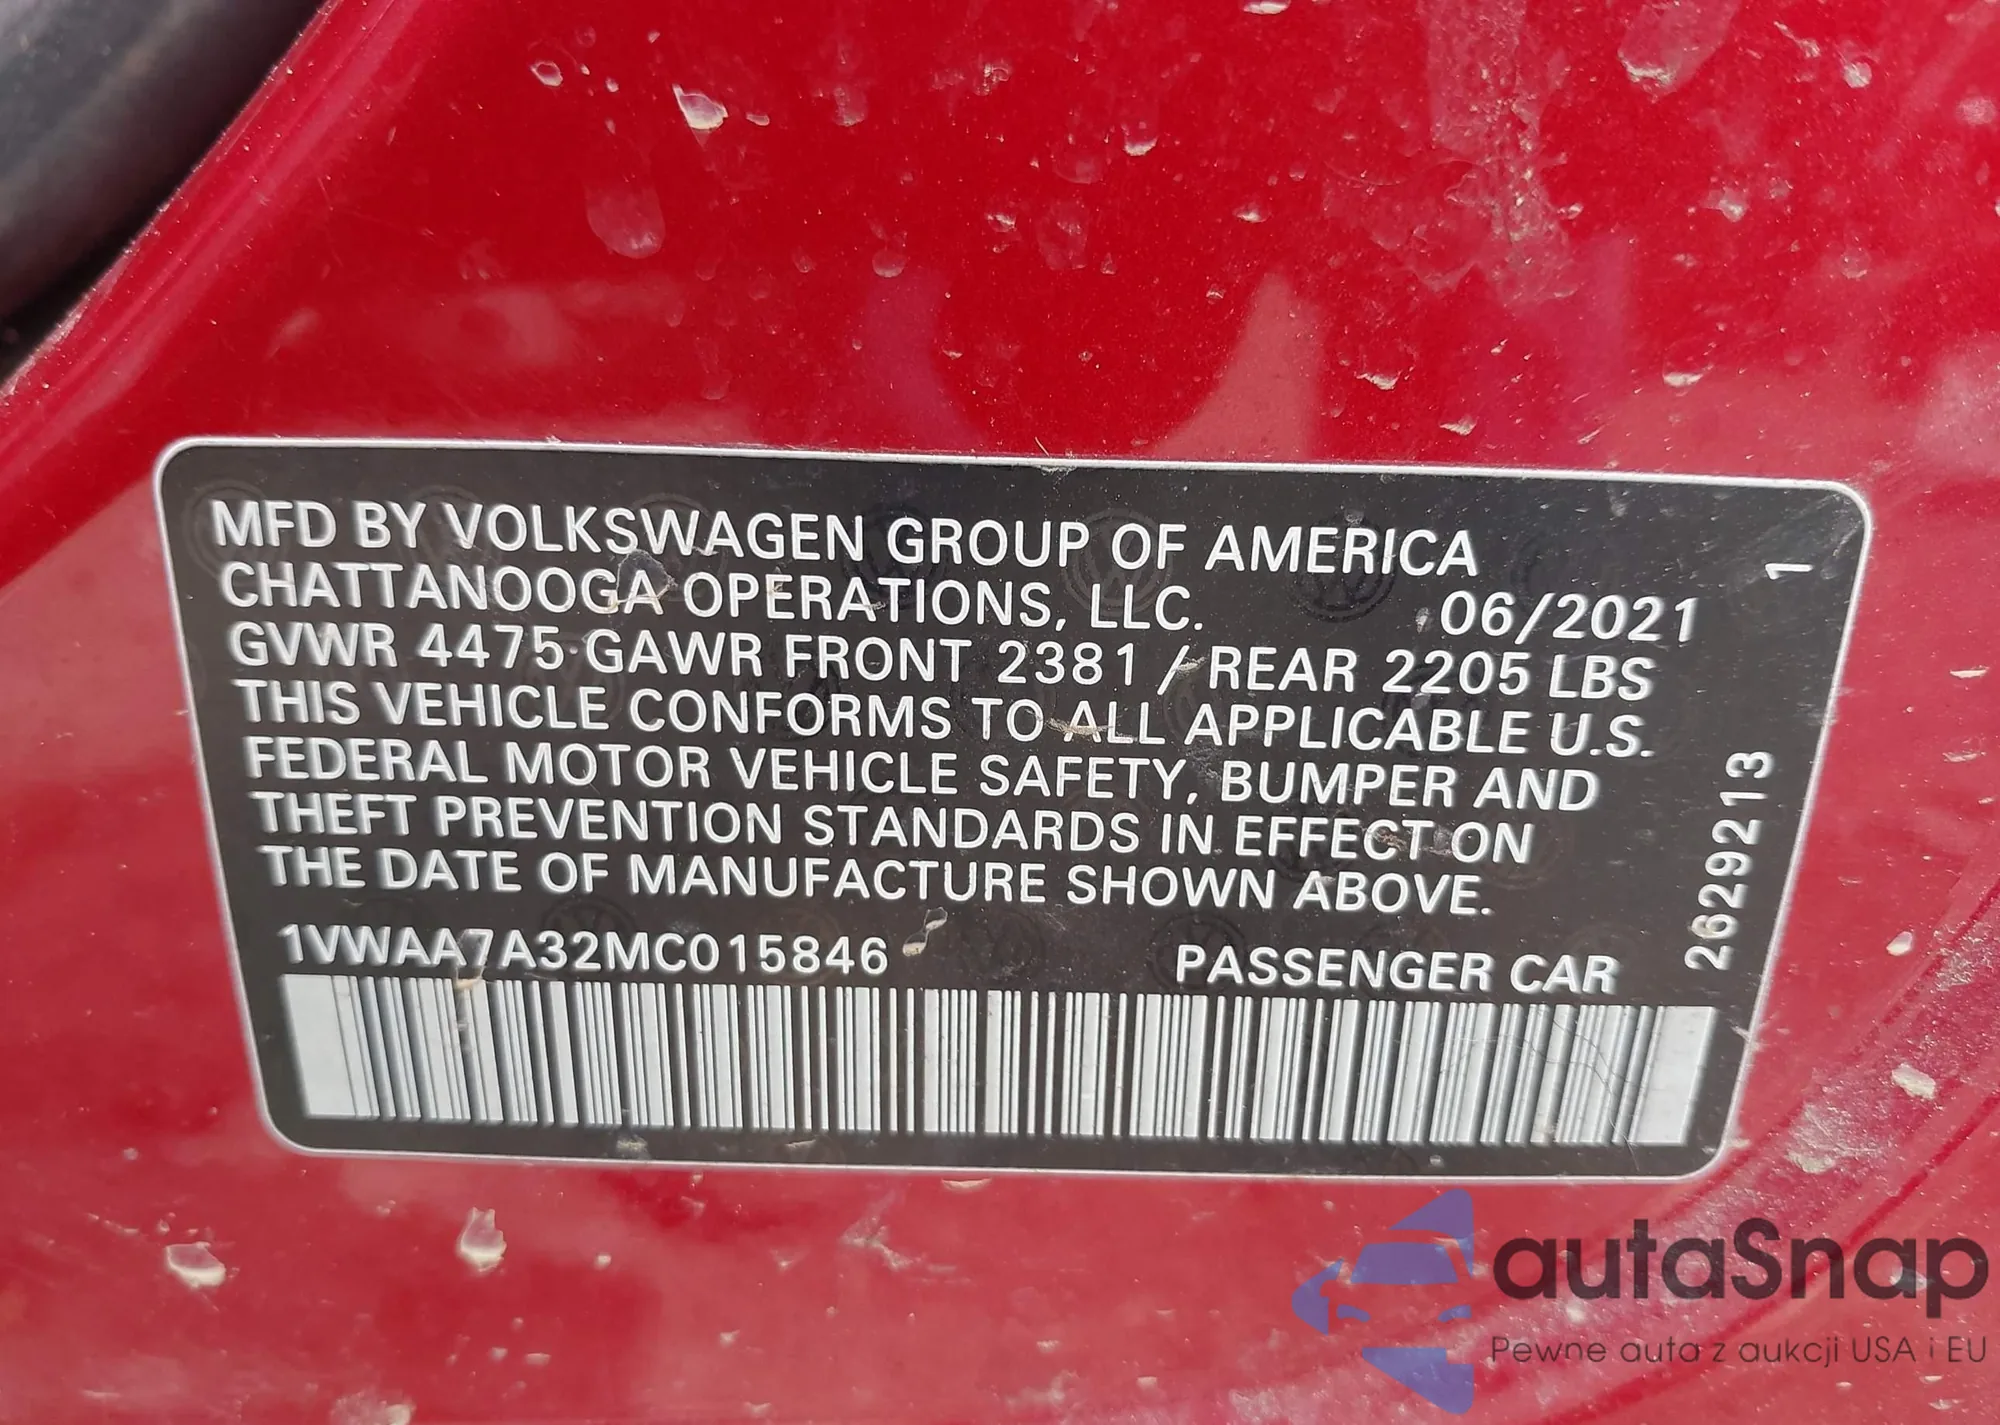 MFD BY VOLKSWAGEN GROUP OF AMERICA
CHATTANOOGA OPERATIONS, LLC. 06/2021
GVWR 4475 GAWR FRONT 2381 / REAR 2205 LBS
THIS VEHICLE CONFORMS TO ALL APPLICABLE U.S.
FEDERAL MOTOR VEHICLE SAFETY, BUMPER AND
THEFT PREVENTION STANDARDS IN EFFECT ON
THE DATE OF MANUFACTURE SHOWN ABOVE.
1VWAA7A32MC015846 PASSENGER CAR
2629213 1
autaSnap
Pewne auta z aukcji USA i EU